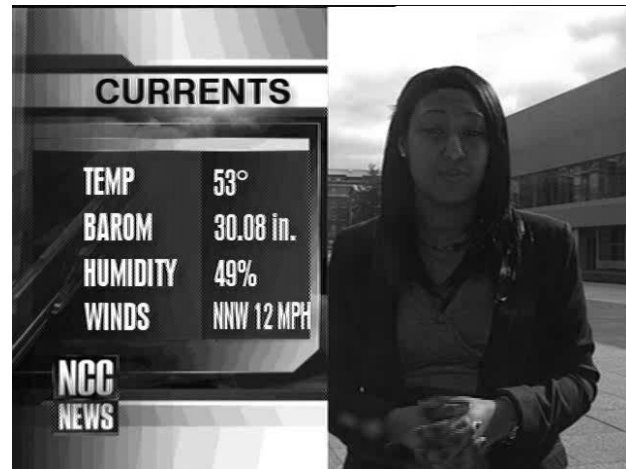 CURRENTS
TEMP 53°
BAROM 30.08 in.
HUMIDITY 49%
WINDS NNW 12 MPH
NCC
NEWS